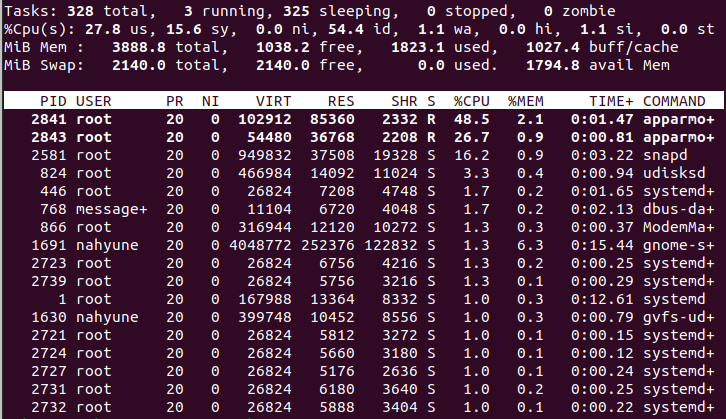 Tasks: 328 total,   3 running, 325 sleeping,   0 stopped,   0 zombie
%Cpu(s): 27.8 us, 15.6 sy,  0.0 ni, 54.4 id,  1.1 wa,  0.0 hi,  1.1 si,  0.0 st
MiB Mem :   3888.8 total,   1038.2 free,   1823.1 used,   1027.4 buff/cache
MiB Swap:   2140.0 total,   2140.0 free,      0.0 used.   1794.8 avail Mem
PID USER      PR  NI    VIRT    RES    SHR S  %CPU  %MEM     TIME+ COMMAND
2841 root      20   0  102912  85360   2332 R  48.5   2.1   0:01.47 apparmo+
2843 root      20   0   54480  36768   2208 R  26.7   0.9   0:00.81 apparmo+
2581 root      20   0  949832  37508  19328 S  16.2   0.9   0:03.22 snapd
824 root      20   0  466984  14092  11024 S   3.3   0.4   0:00.94 udisksd
446 root      20   0   26824   7208   4748 S   1.7   0.2   0:01.65 systemd+
768 message+  20   0   11104   6720   4048 S   1.7   0.2   0:02.13 dbus-da+
866 root      20   0  316944  12120  10272 S   1.3   0.3   0:00.37 ModemMa+
1691 nahyune   20   0 4048772 252376 122832 S   1.3   6.3   0:15.44 gnome-s+
2723 root      20   0   26824   6756   4216 S   1.3   0.2   0:00.25 systemd+
2739 root      20   0   26824   5756   3216 S   1.3   0.1   0:00.29 systemd+
1 root      20   0  167988  13364   8332 S   1.0   0.3   0:12.61 systemd
1630 nahyune   20   0  399748  10452   8556 S   1.0   0.3   0:00.79 gvfs-ud+
2721 root      20   0   26824   5812   3272 S   1.0   0.1   0:00.15 systemd+
2724 root      20   0   26824   5660   3180 S   1.0   0.1   0:00.12 systemd+
2727 root      20   0   26824   5176   2636 S   1.0   0.1   0:00.24 systemd+
2731 root      20   0   26824   6180   3640 S   1.0   0.2   0:00.25 systemd+
2732 root      20   0   26824   5888   3404 S   1.0   0.1   0:00.22 systemd+